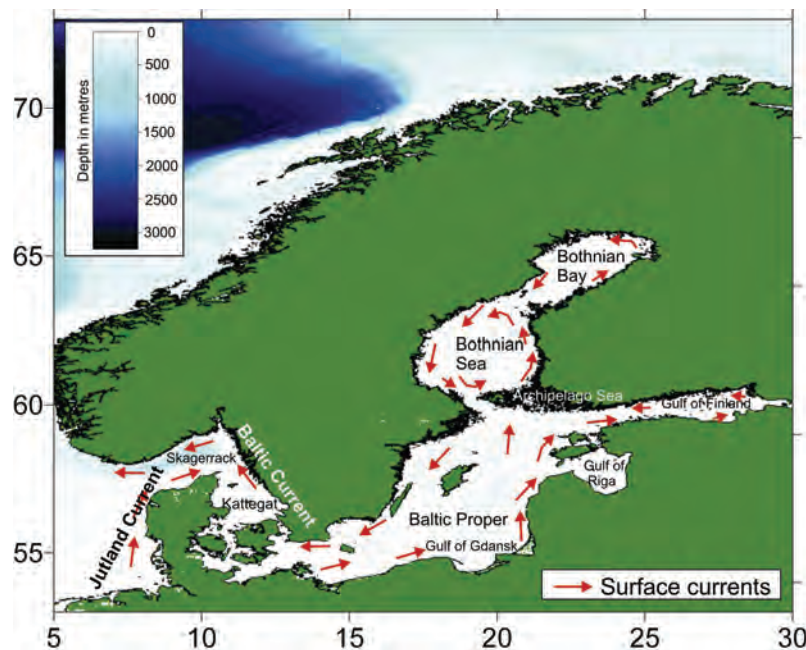 0
500
1000
1500
2000
2500
3000
Depth in metres
70
65
60
55
5
10
15
20
25
30
Bothnian
Bay
Bothnian
Sea
Archipelago Sea
Gulf of Finland
Skagerrack
Baltic Current
Kattegat
Jutland Current
Gulf of
Riga
Baltic Proper
Gulf of Gdansk
Surface currents